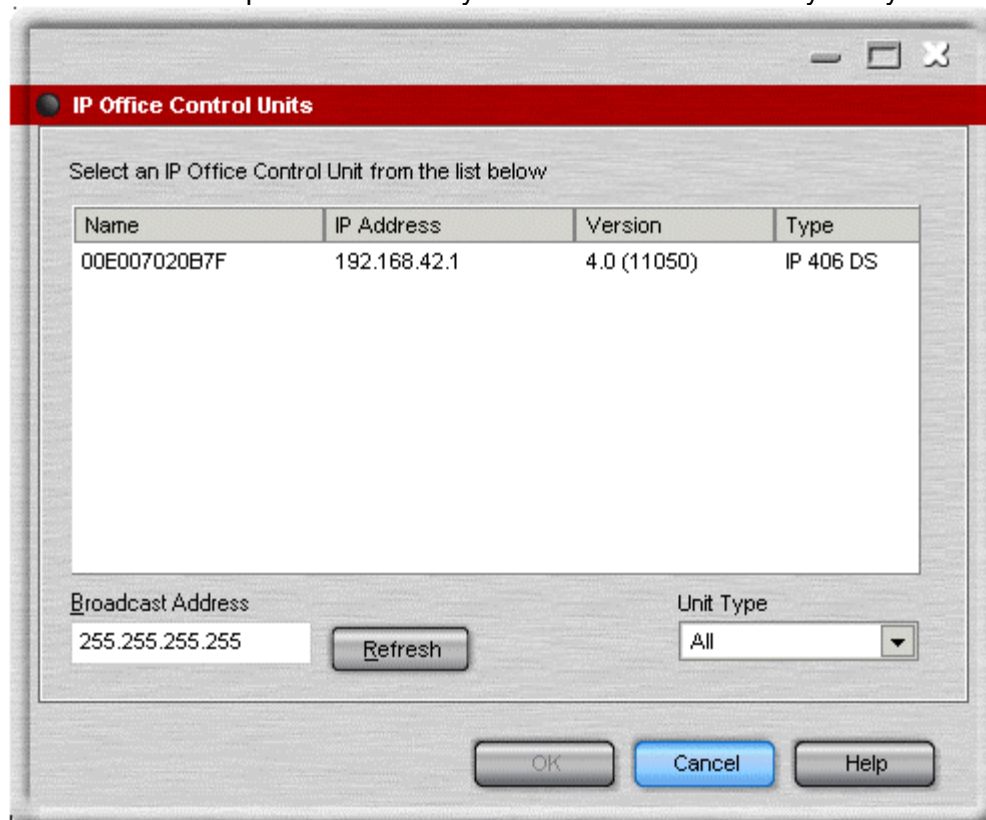 IP Office Control Units
Select an IP Office Control Unit from the list below
Name IP Address Version Type
00E007020B7F 192.168.42.1 4.0 (11050) IP 406 DS
Broadcast Address Unit Type
255.255.255.255 Refresh All
OK Cancel Help